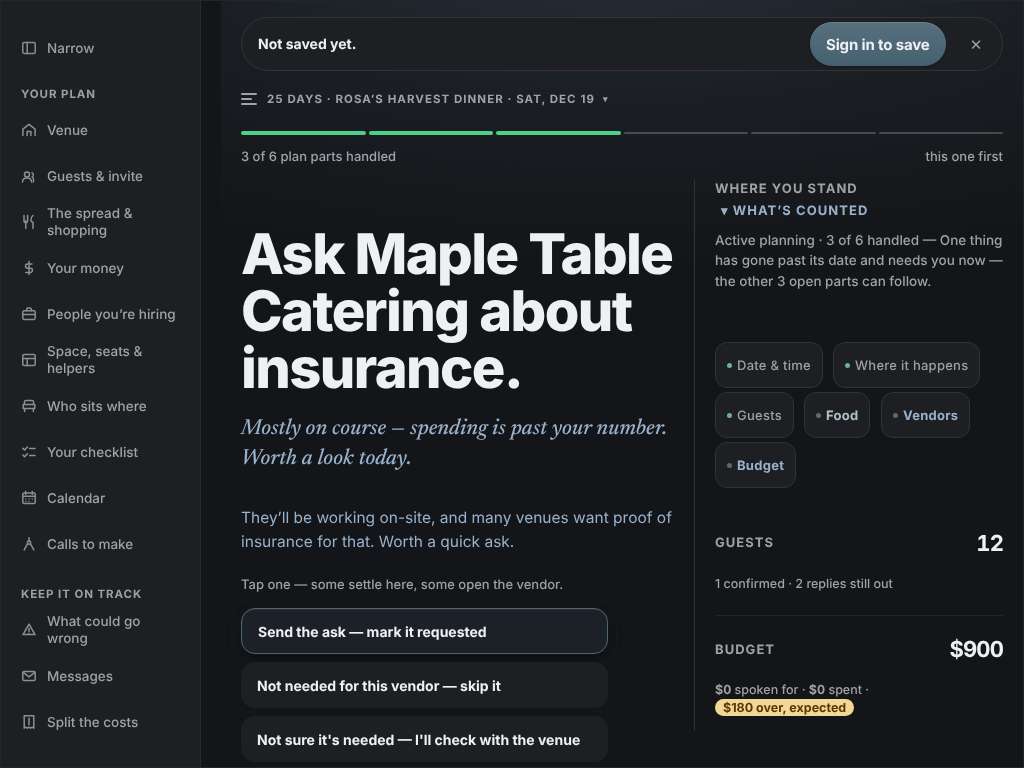 Narrow
YOUR PLAN
Venue
Guests & invite
The spread &
shopping
Your money
People you’re hiring
Space, seats &
helpers
Who sits where
Your checklist
Calendar
Calls to make
KEEP IT ON TRACK
What could go
wrong
Messages
Split the costs
Not saved yet.
Sign in to save
×
25 DAYS · ROSA’S HARVEST DINNER · SAT, DEC 19 ▾
3 of 6 plan parts handled
this one first
Ask Maple Table
Catering about
insurance.
Mostly on course — spending is past your number.
Worth a look today.
They’ll be working on-site, and many venues want proof of
insurance for that. Worth a quick ask.
Tap one — some settle here, some open the vendor.
Send the ask — mark it requested
Not needed for this vendor — skip it
Not sure it's needed — I'll check with the venue
WHERE YOU STAND
▾ WHAT’S COUNTED
Active planning · 3 of 6 handled — One thing
has gone past its date and needs you now —
the other 3 open parts can follow.
Date & time
Where it happens
Guests
Food
Vendors
Budget
GUESTS
12
1 confirmed · 2 replies still out
BUDGET
$900
$0 spoken for · $0 spent ·
$180 over, expected